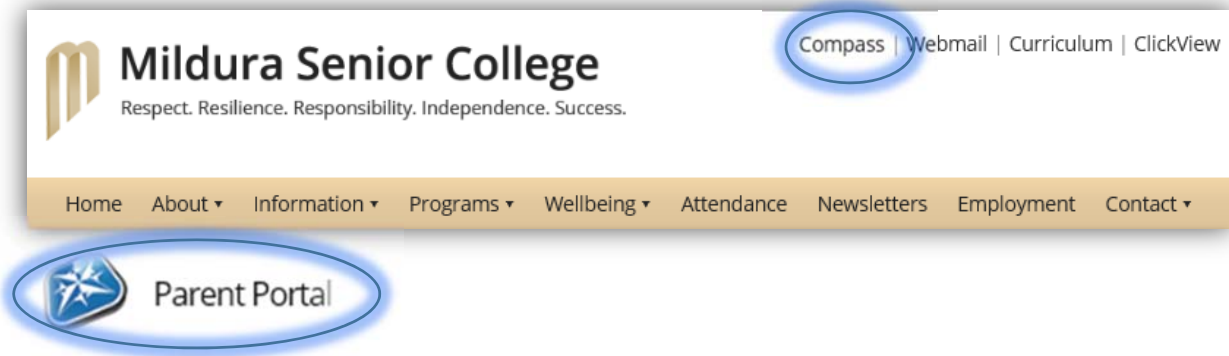 Compass | Webmail | Curriculum | ClickView
Mildura Senior College
Respect. Resilience. Responsibility. Independence. Success.
Home About Information Programs Wellbeing Attendance Newsletters Employment Contact
Parent Portal